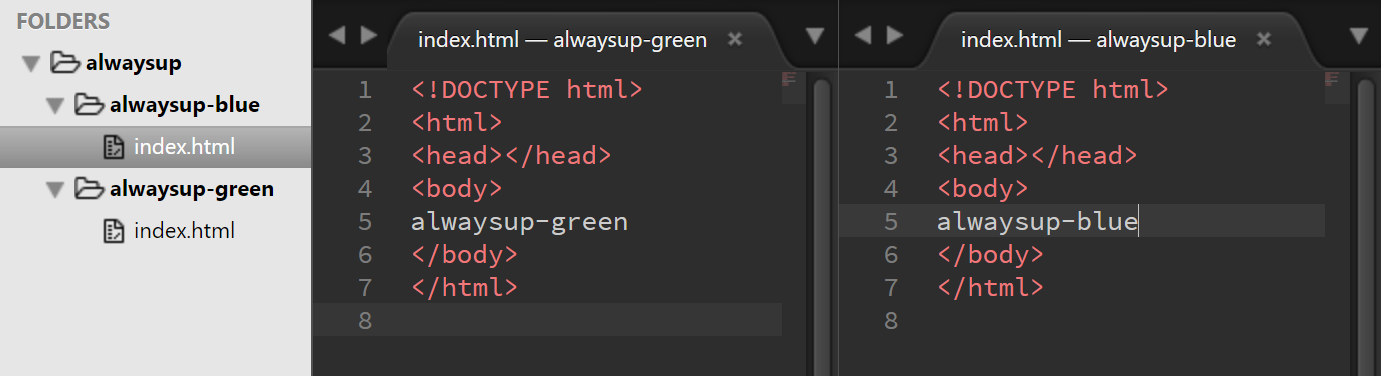 FOLDERS
alwaysup
alwaysup-blue
index.html
alwaysup-green
index.html
index.html — alwaysup-green ×
1 <!DOCTYPE html>
2 <html>
3 <head></head>
4 <body>
5 alwaysup-green
6 </body>
7 </html>
8
index.html — alwaysup-blue ×
1 <!DOCTYPE html>
2 <html>
3 <head></head>
4 <body>
5 alwaysup-blue
6 </body>
7 </html>
8